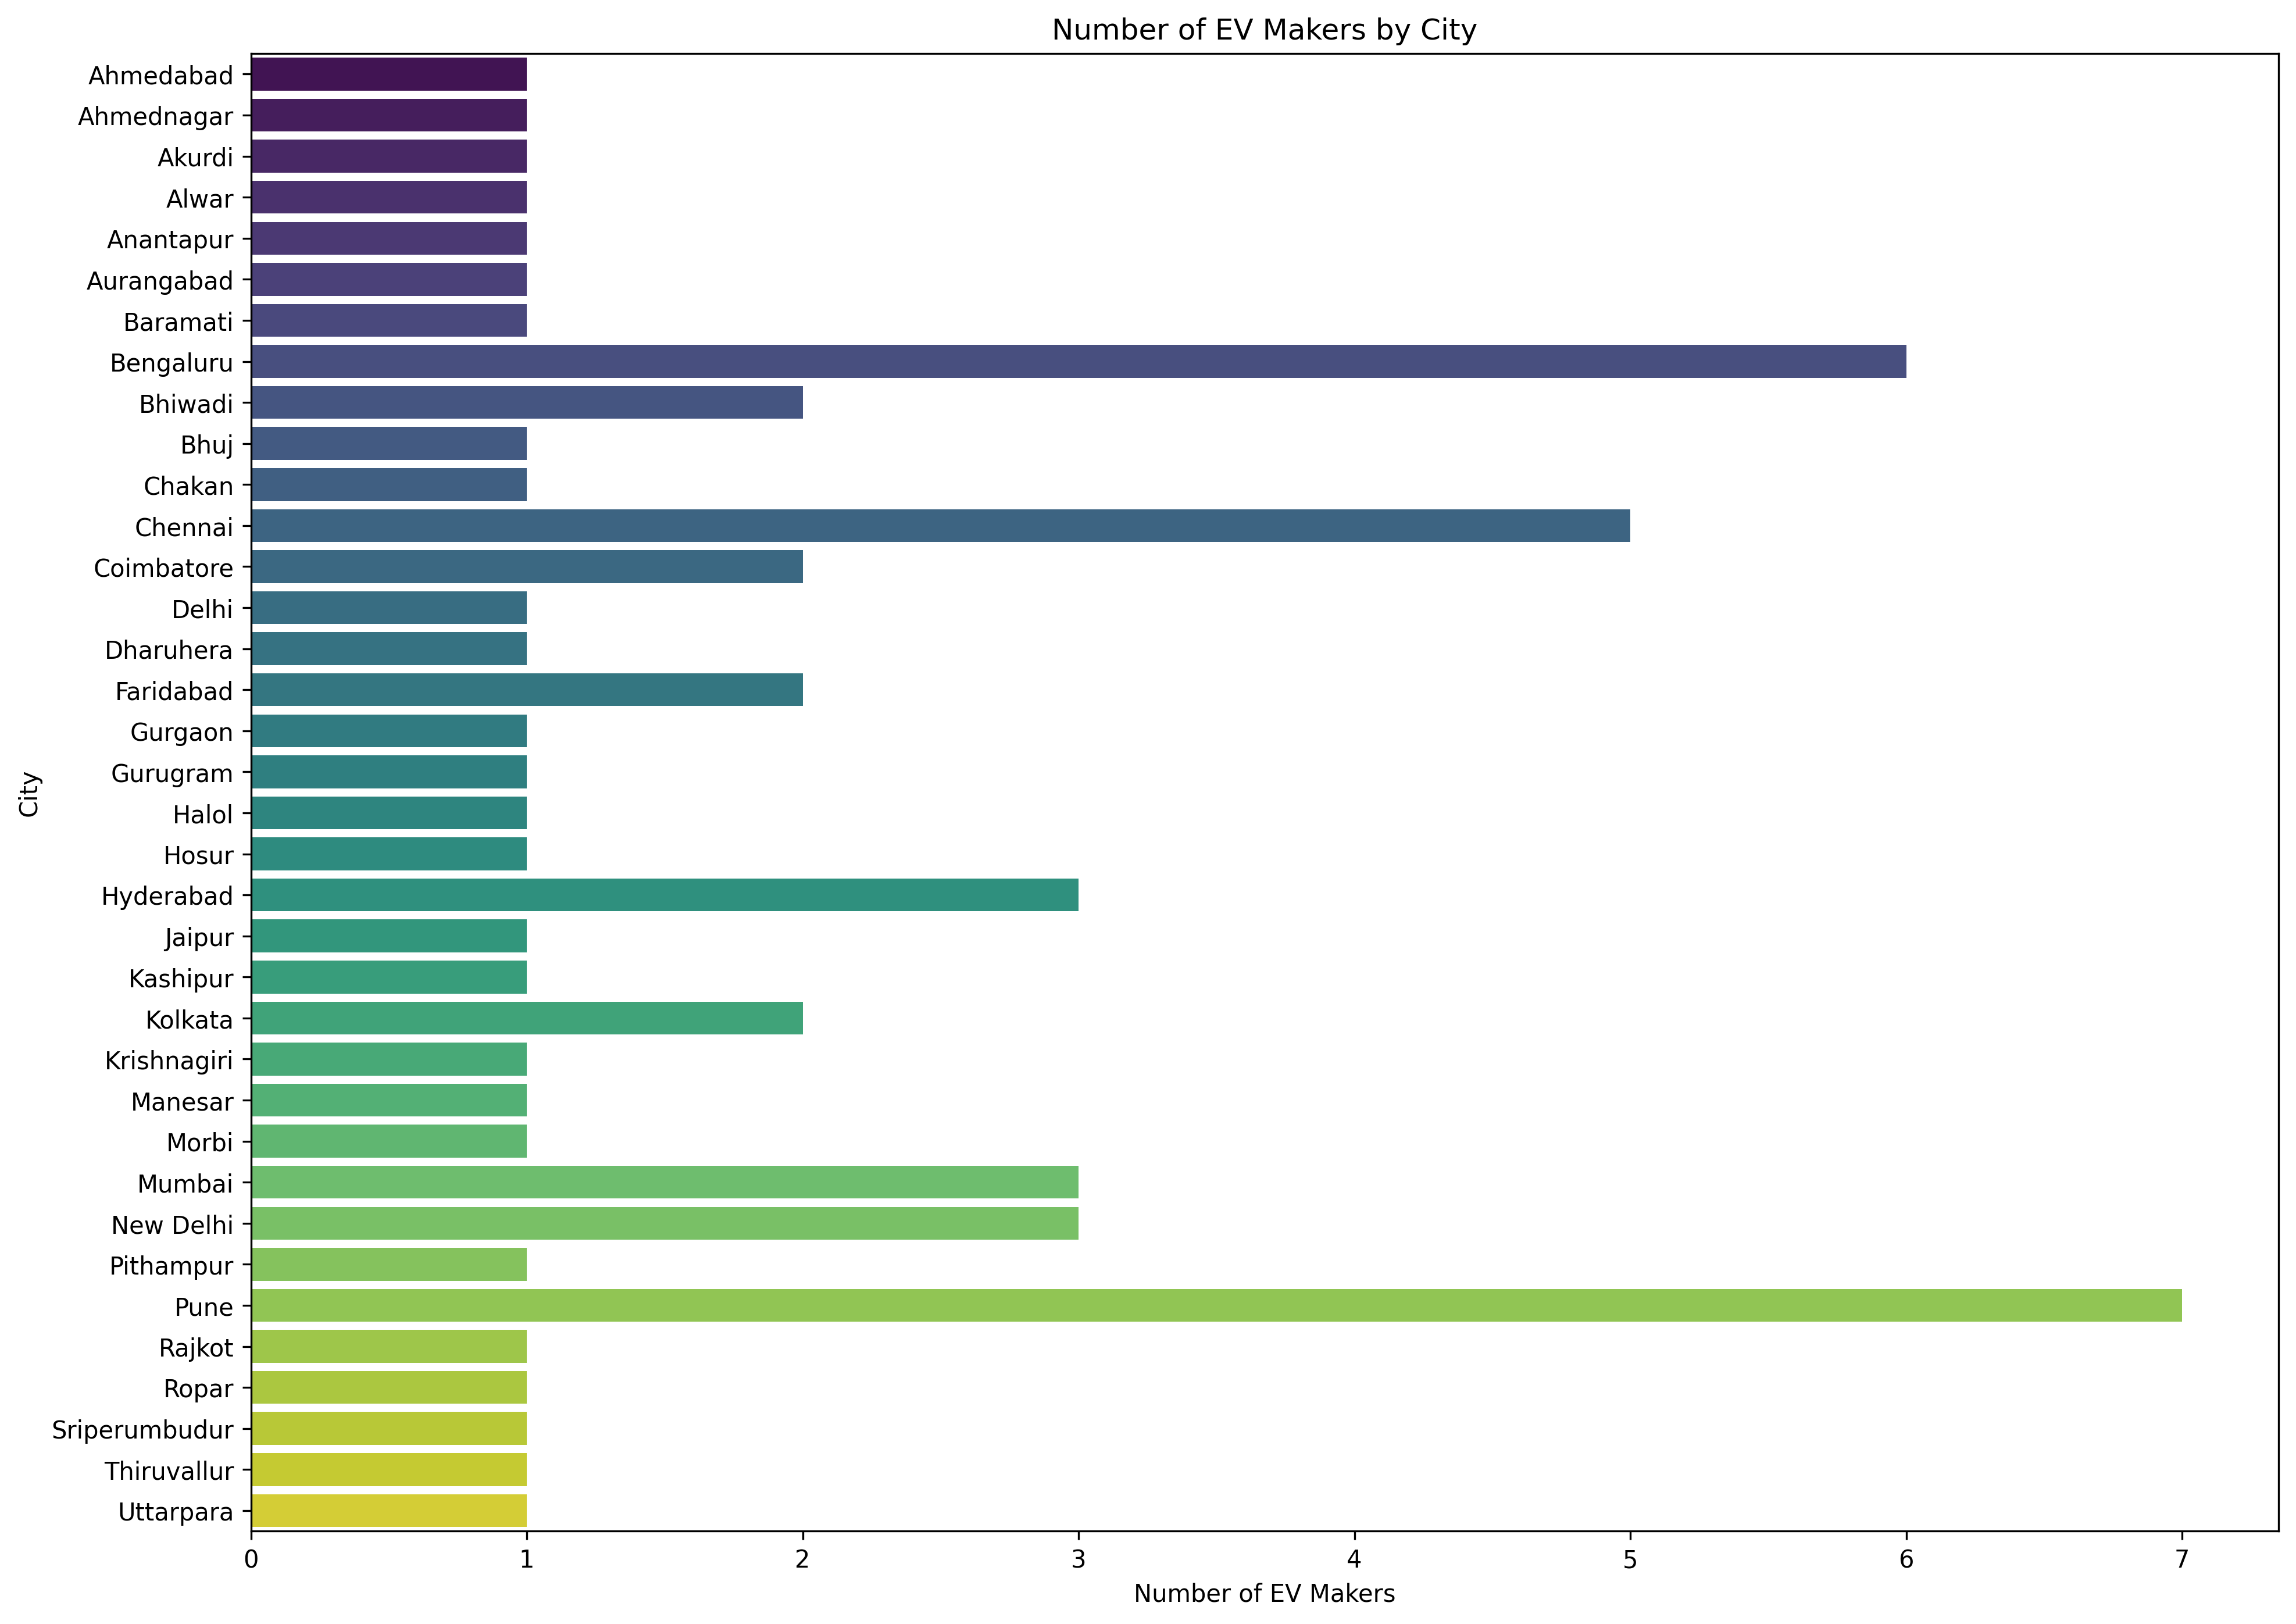 Number of EV Makers by City
Ahmedabad
Ahmednagar
Akurdi
Alwar
Anantapur
Aurangabad
Baramati
Bengaluru
Bhiwadi
Bhuj
Chakan
Chennai
Coimbatore
Delhi
Dharuhera
Faridabad
Gurgaon
Gurugram
Halol
Hosur
Hyderabad
Jaipur
Kashipur
Kolkata
Krishnagiri
Manesar
Morbi
Mumbai
New Delhi
Pithampur
Pune
Rajkot
Ropar
Sriperumbudur
Thiruvallur
Uttarpara
City
0 1 2 3 4 5 6 7
Number of EV Makers